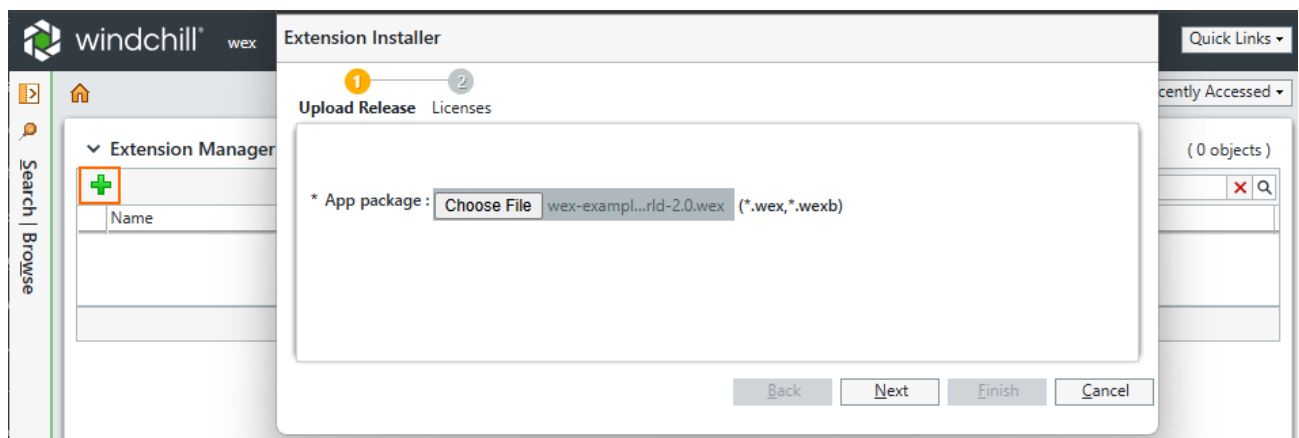 windchill® wex
Extension Installer
Quick Links
1 2
Upload Release Licenses
cently Accessed
Extension Manager
( 0 objects )
* App package : Choose File wex-exampl...rld-2.0.wex (*.wex,*.wexb)
Name
Search | Browse
Back Next Finish Cancel